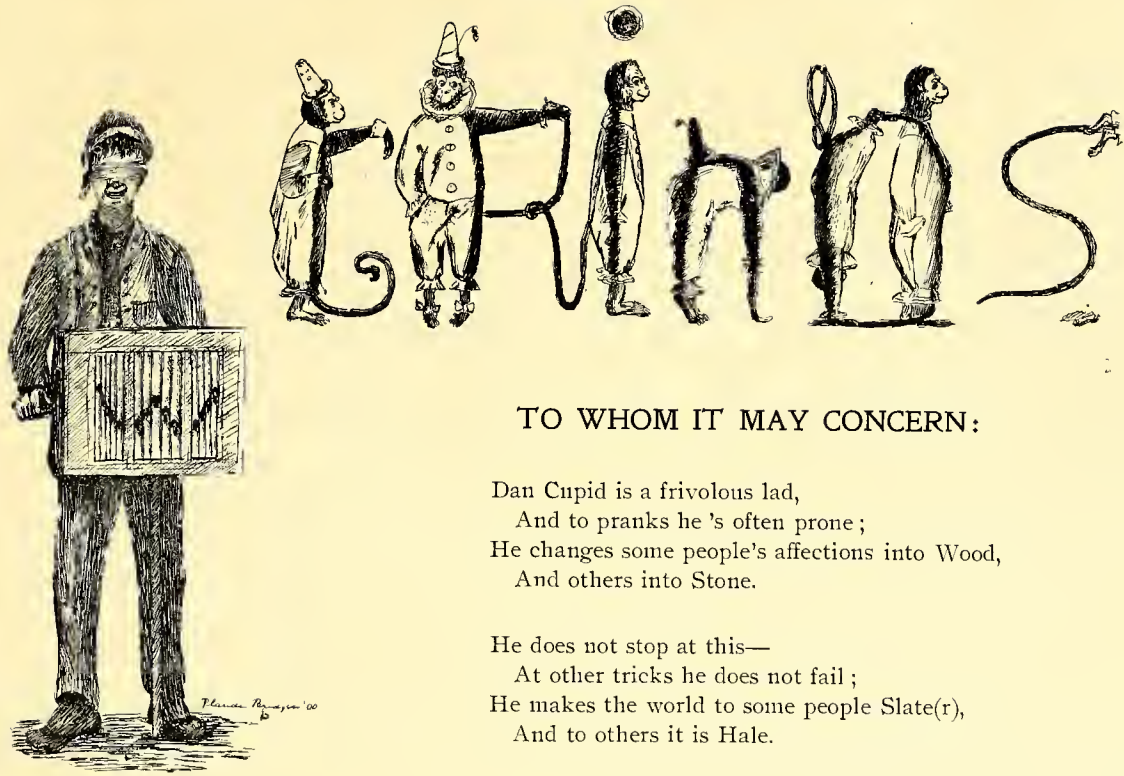 GRinDS
TO WHOM IT MAY CONCERN:
Dan Cupid is a frivolous lad,
And to pranks he 's often prone ;
He changes some people's affections into Wood,
And others into Stone.
He does not stop at this—
At other tricks he does not fail ;
He makes the world to some people Slate(r),
And to others it is Hale.
'00